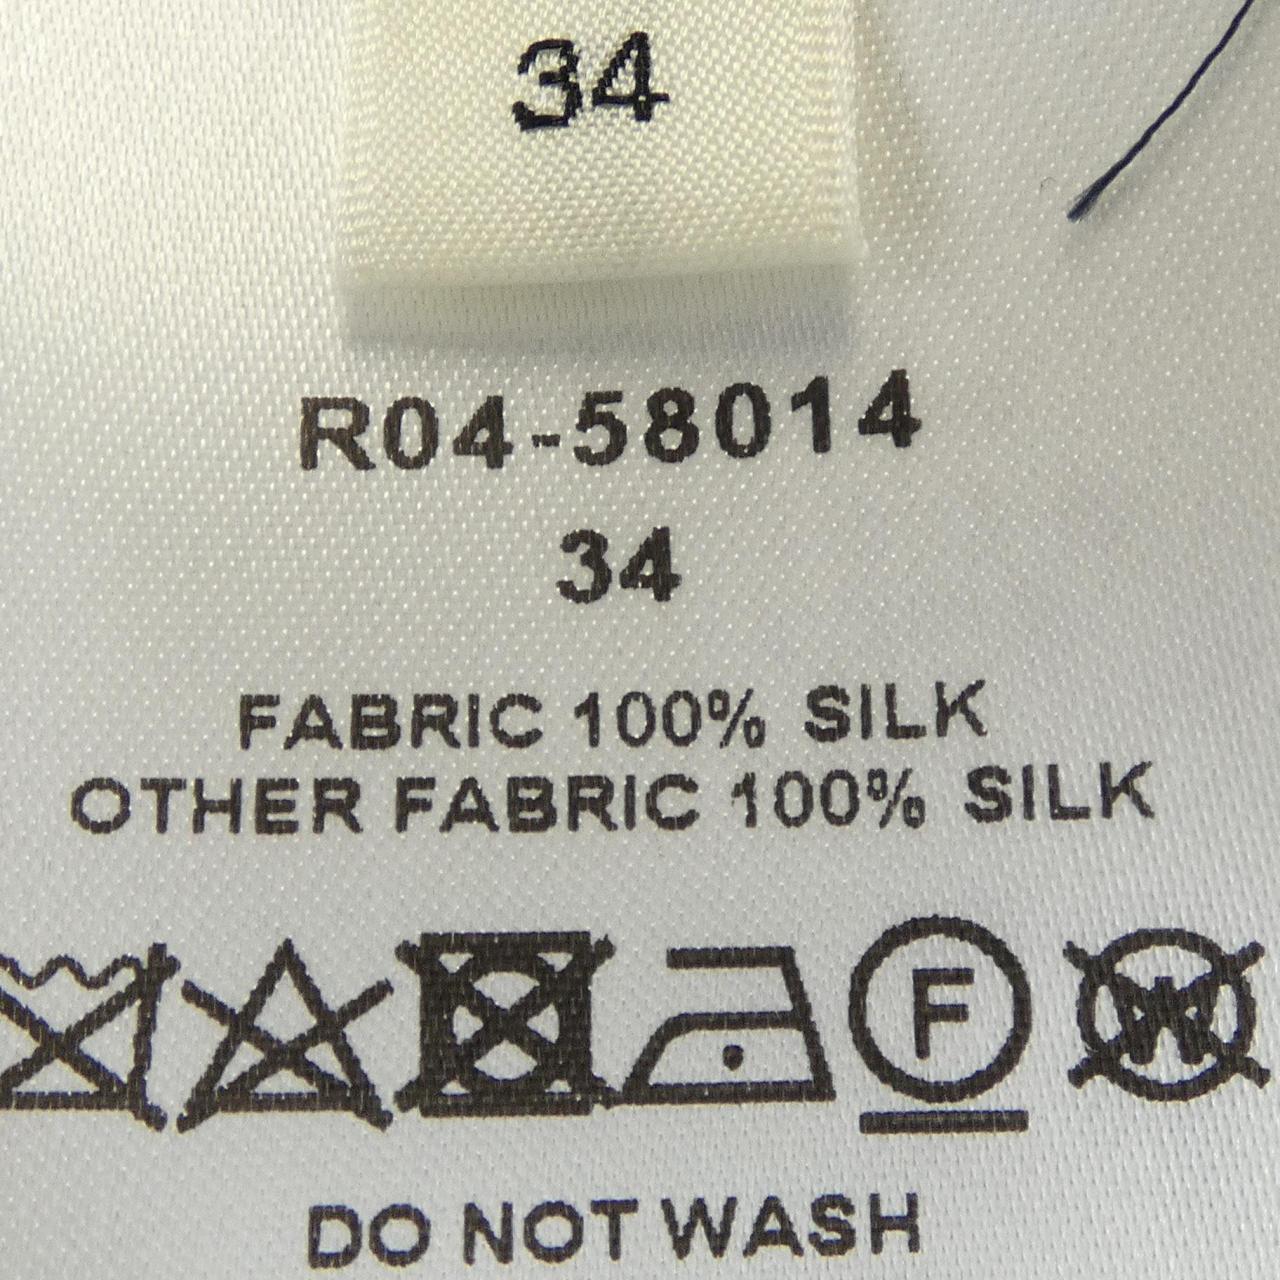 34
R04-58014
34
FABRIC 100% SILK
OTHER FABRIC 100% SILK
F W
DO NOT WASH